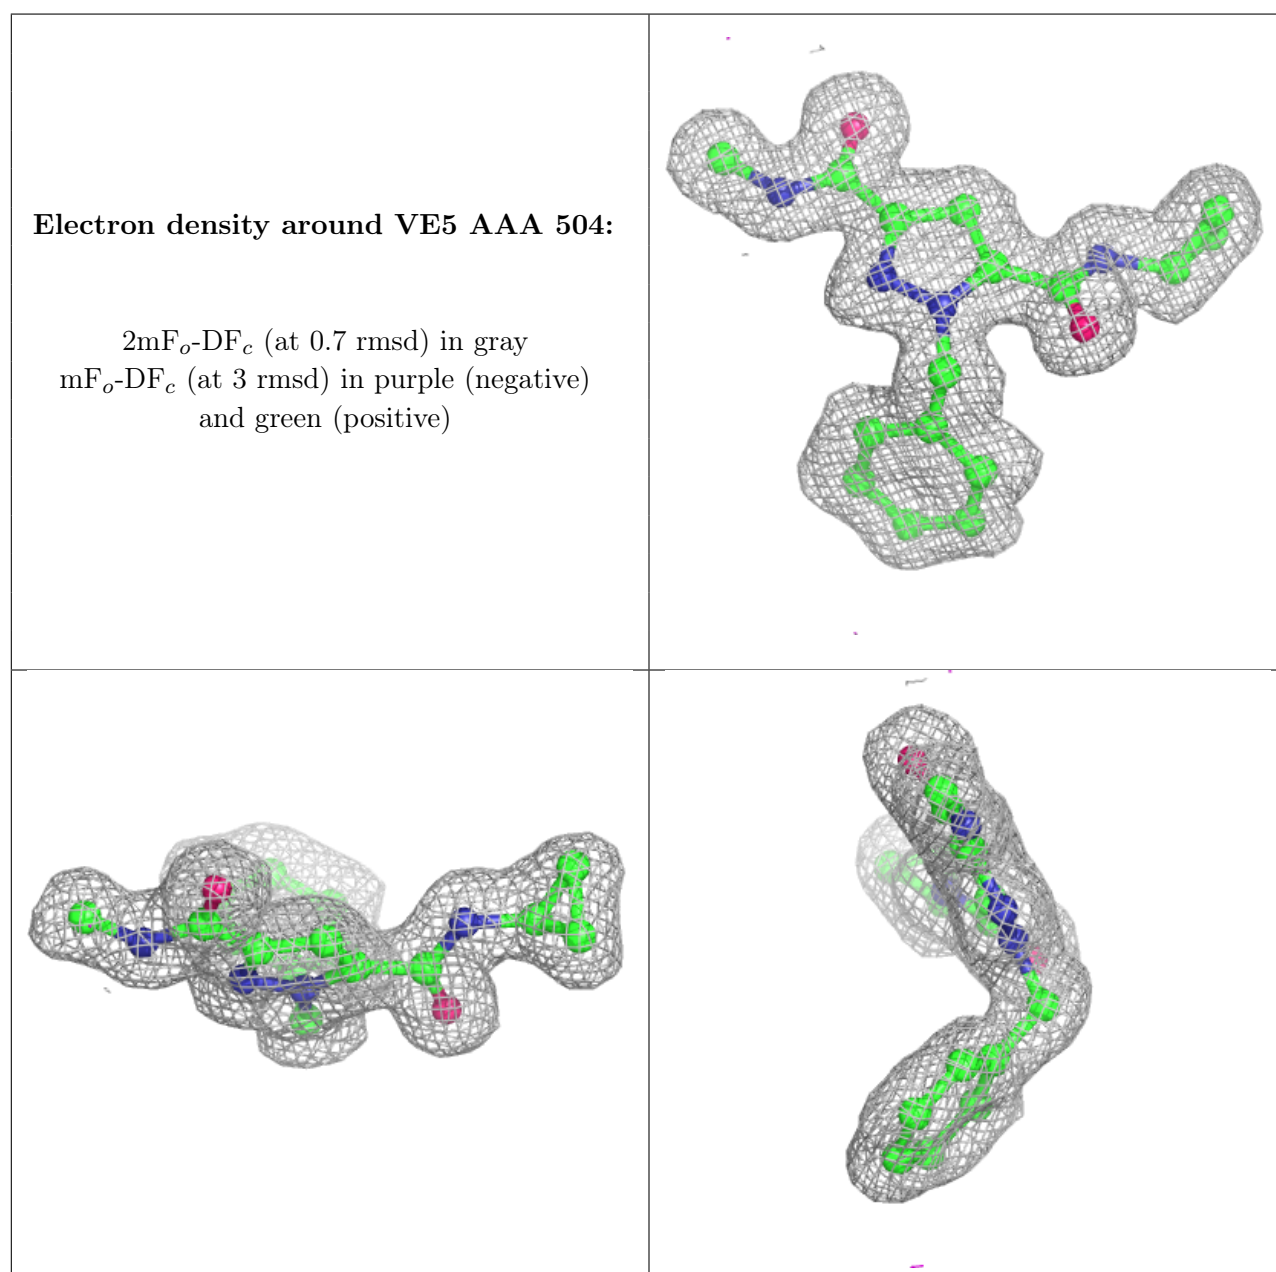 Electron density around VE5 AAA 504:
2mFo-DFc (at 0.7 rmsd) in gray
mFo-DFc (at 3 rmsd) in purple (negative)
and green (positive)